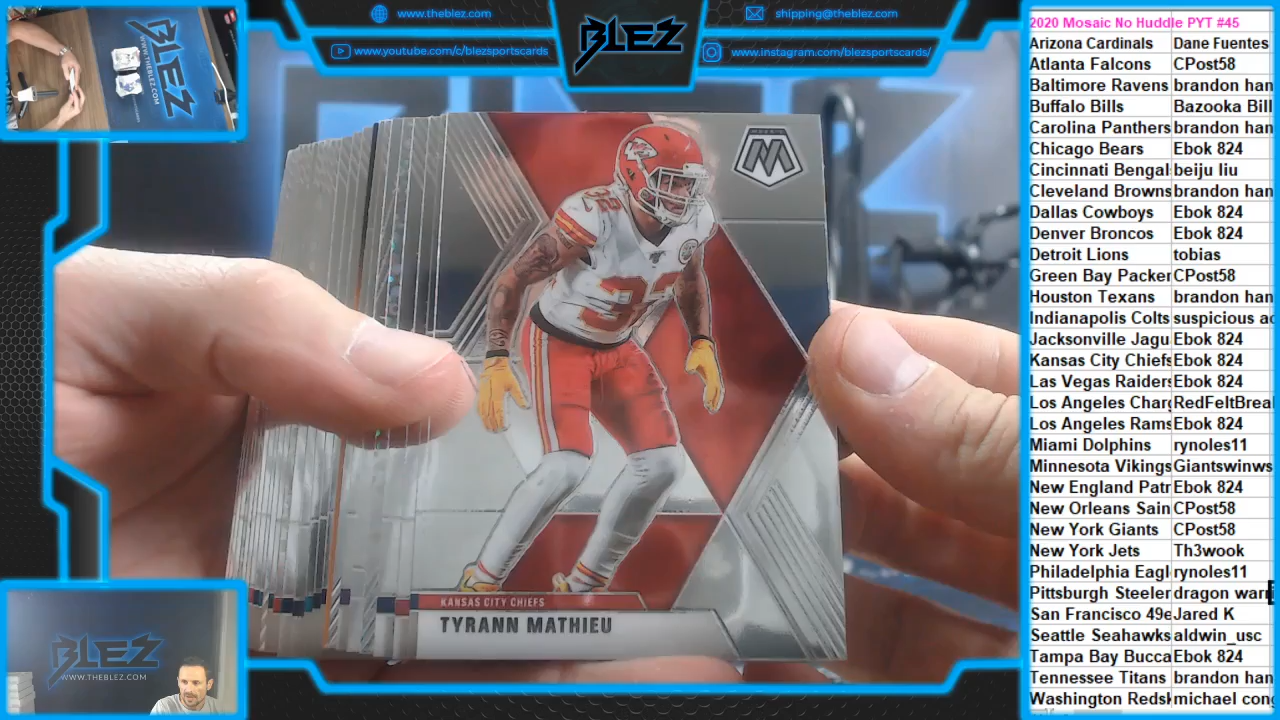 www.theblez.com
shipping@theblez.com
www.youtube.com/c/blezsportscards
www.instagram.com/blezsportscards/
BLEZ
BLEZ
WWW.THEBLEZ.COM
MOSAIC
32
32
KANSAS CITY CHIEFS
TYRANN MATHIEU
BLEZ
WWW.THEBLEZ.COM
2020 Mosaic No Huddle PYT #45
Arizona Cardinals Dane Fuentes
Atlanta Falcons CPost58
Baltimore Ravens brandon han
Buffalo Bills Bazooka Bill
Carolina Panthers brandon han
Chicago Bears Ebok 824
Cincinnati Bengal beiju liu
Cleveland Browns brandon han
Dallas Cowboys Ebok 824
Denver Broncos Ebok 824
Detroit Lions tobias
Green Bay Packer CPost58
Houston Texans brandon han
Indianapolis Colts suspicious ac
Jacksonville Jagu Ebok 824
Kansas City Chiefs Ebok 824
Las Vegas Raiders Ebok 824
Los Angeles Charg RedFeltBrea
Los Angeles Rams Ebok 824
Miami Dolphins rynoles11
Minnesota Vikings Giantswinws
New England Patr Ebok 824
New Orleans Sain CPost58
New York Giants CPost58
New York Jets Th3wook
Philadelphia Eagl rynoles11
Pittsburgh Steeler dragon warr
San Francisco 49e Jared K
Seattle Seahawks aldwin_usc
Tampa Bay Bucca Ebok 824
Tennessee Titans brandon han
Washington Redsk michael cong